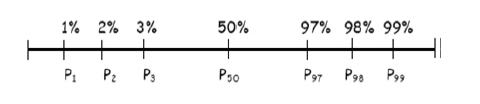 1% 2% 3% 50% 97% 98% 99%
P₁ P₂ P₃ P₅₀ P₉₇ P₉₈ P₉₉